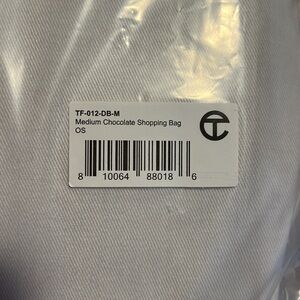 TF-012-DB-M
Medium Chocolate Shopping Bag
OS
8 10064 88018 6